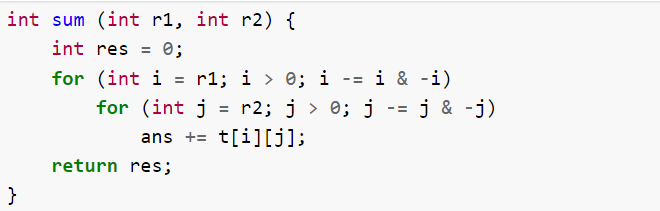 int sum (int r1, int r2) {
    int res = 0;
    for (int i = r1; i > 0; i -= i & -i)
        for (int j = r2; j > 0; j -= j & -j)
            ans += t[i][j];
    return res;
}